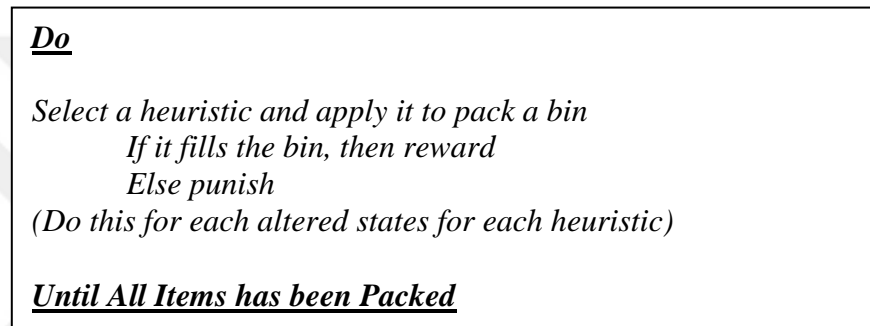 Do
Select a heuristic and apply it to pack a bin
If it fills the bin, then reward
Else punish
(Do this for each altered states for each heuristic)
Until All Items has been Packed